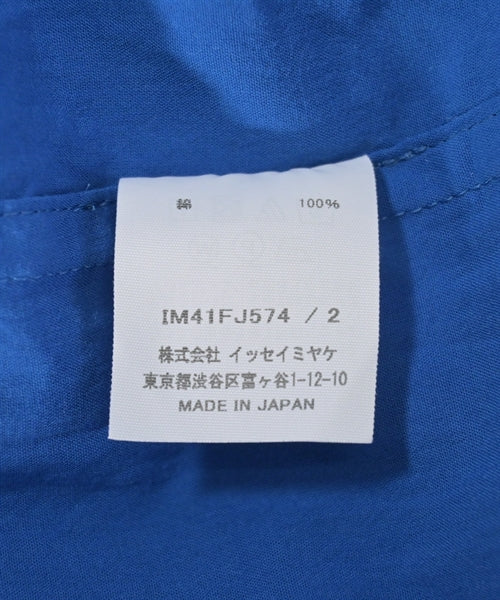 綿 100%
IM41FJ574 / 2
株式会社 イッセイミヤケ
東京都渋谷区富ヶ谷1-12-10
MADE IN JAPAN